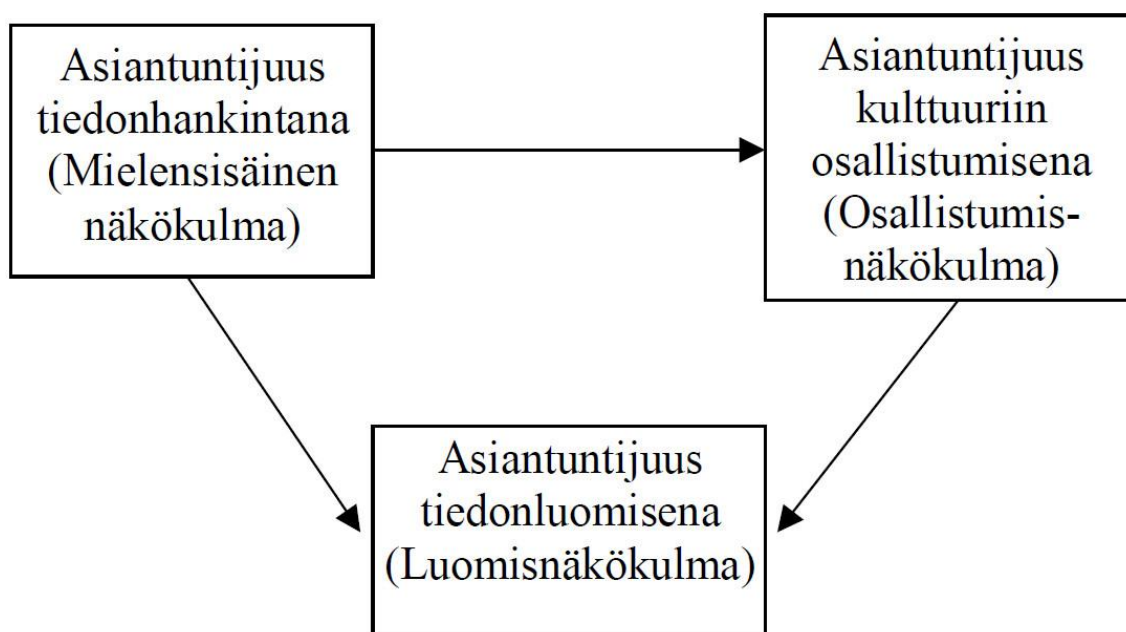 Asiantuntijuus
tiedonhankintana
(Mielensisäinen
näkökulma)
Asiantuntijuus
kulttuuriin
osallistumisena
(Osallistumis-
näkökulma)
Asiantuntijuus
tiedonluomisena
(Luomisnäkökulma)